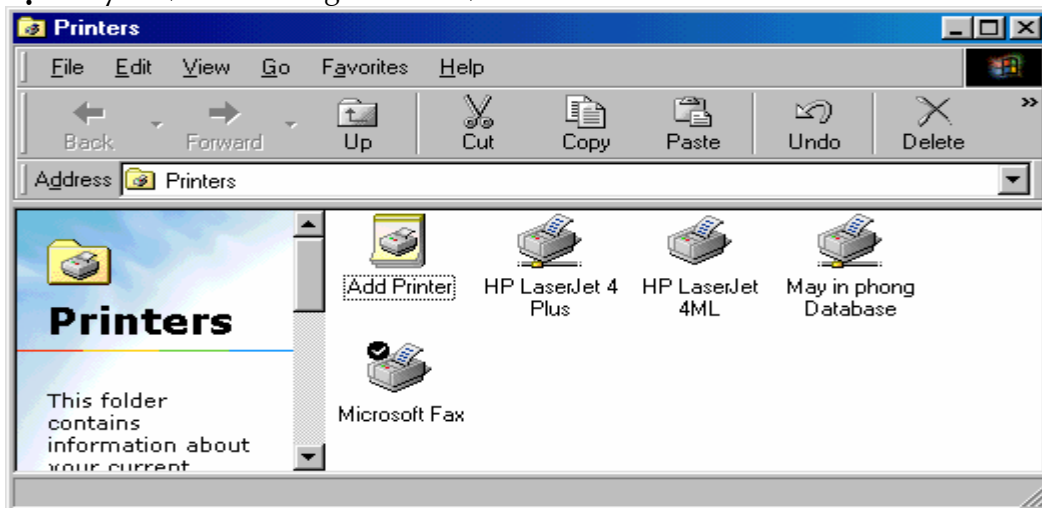 Printers
File Edit View Go Favorites Help
Back Forward Up Cut Copy Paste Undo Delete »
Address Printers
Printers
This folder
contains
information about
your current
Add Printer
HP LaserJet 4
Plus
HP LaserJet
4ML
May in phong
Database
Microsoft Fax